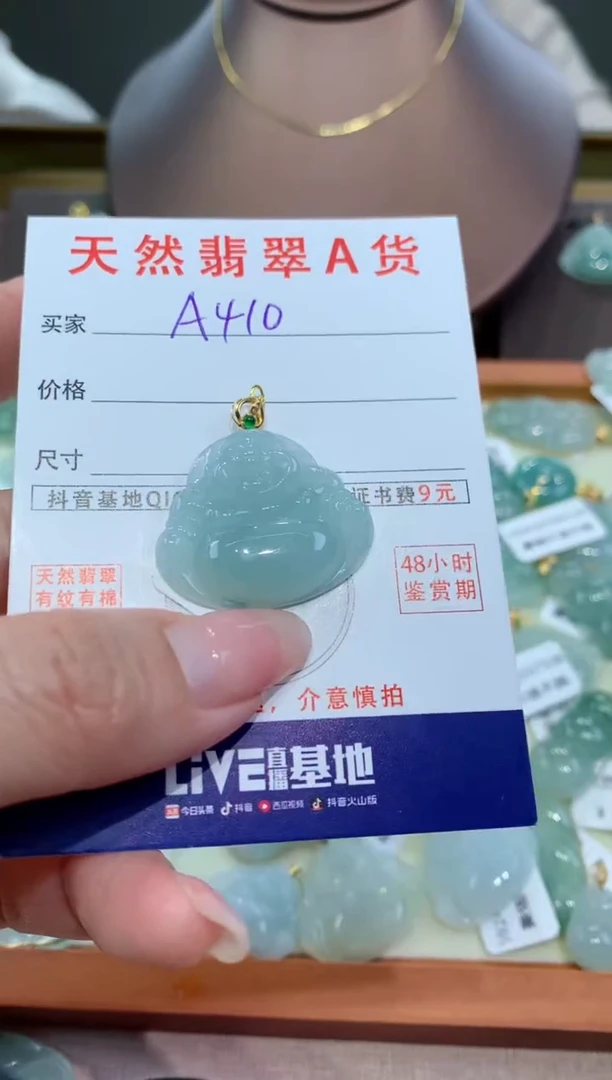 天然翡翠A货
买家 A410
价格
尺寸
抖音基地QI
证书费9元
天然翡翠
有纹有棉
48小时
鉴赏期
，介意慎拍
LIVE直播基地
今日头条 抖音 西瓜视频 抖音火山版